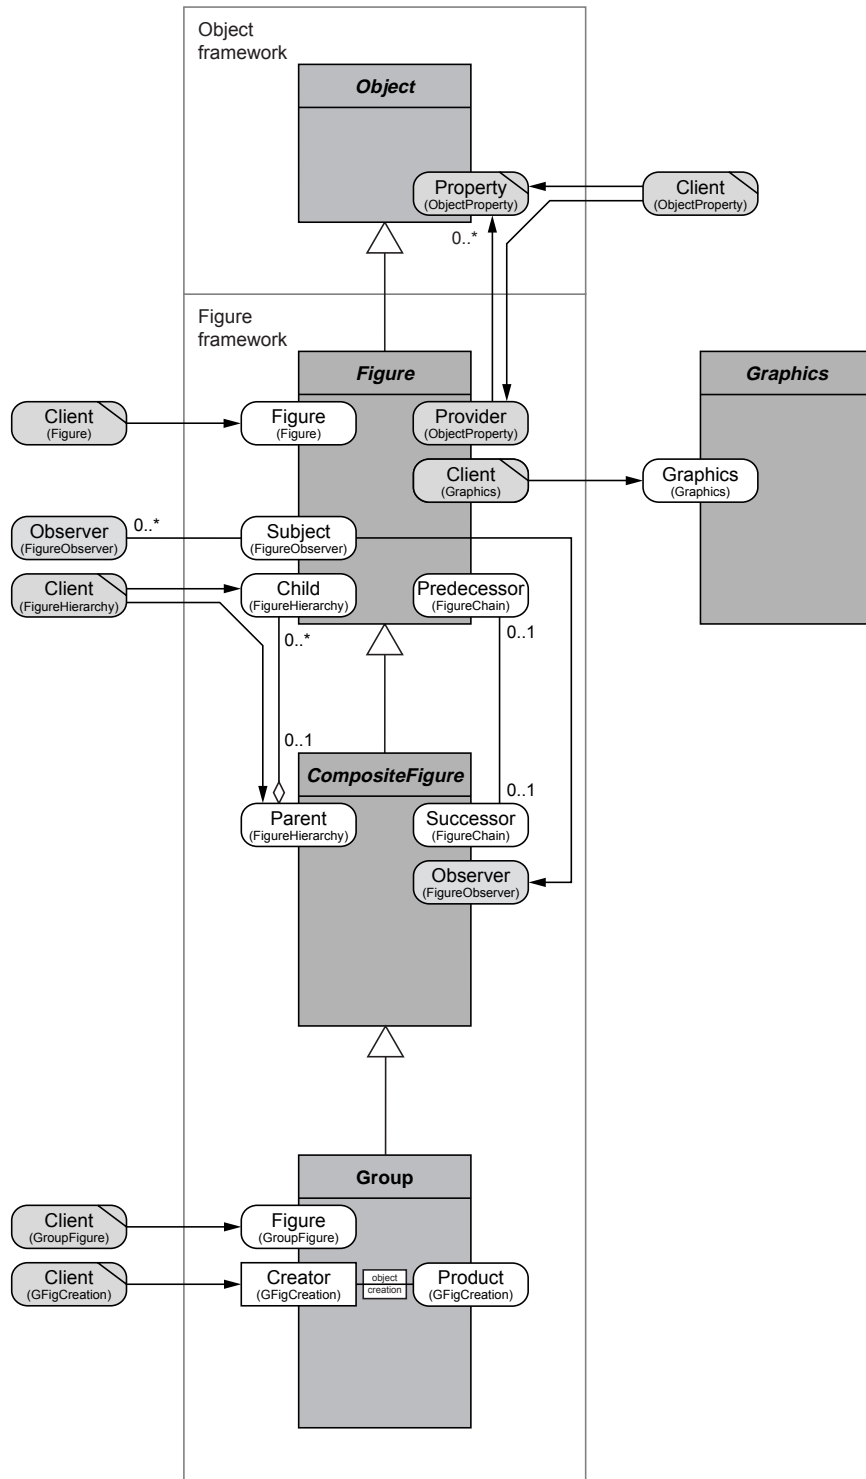 Object
framework
Object
Property
(ObjectProperty)
Client
(ObjectProperty)
0..*
Figure
framework
Figure
Graphics
Client
(Figure)
Figure
(Figure)
Provider
(ObjectProperty)
Client
(Graphics)
Graphics
(Graphics)
Observer
(FigureObserver)
0..*
Subject
(FigureObserver)
Client
(FigureHierarchy)
Child
(FigureHierarchy)
Predecessor
(FigureChain)
0..*
0..1
0..1
0..1
CompositeFigure
Parent
(FigureHierarchy)
Successor
(FigureChain)
Observer
(FigureObserver)
Group
Client
(GroupFigure)
Figure
(GroupFigure)
Client
(GFigCreation)
Creator
(GFigCreation)
object
creation
Product
(GFigCreation)